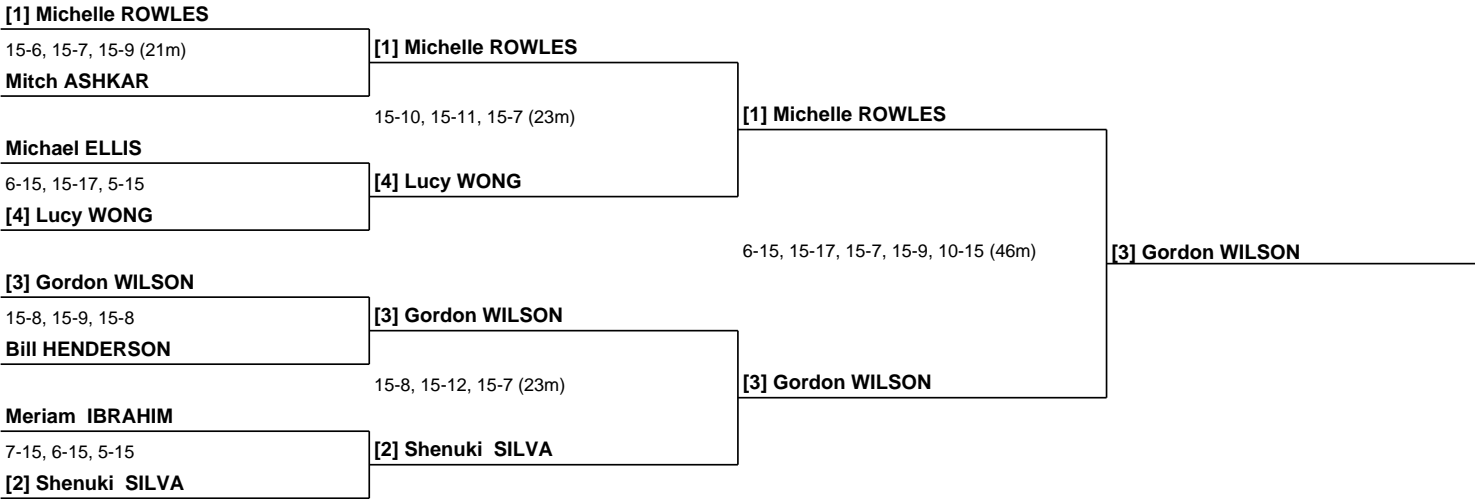 [1] Michelle ROWLES
15-6, 15-7, 15-9 (21m)
Mitch ASHKAR
Michael ELLIS
6-15, 15-17, 5-15
[4] Lucy WONG
[3] Gordon WILSON
15-8, 15-9, 15-8
Bill HENDERSON
Meriam IBRAHIM
7-15, 6-15, 5-15
[2] Shenuki SILVA
[1] Michelle ROWLES
15-10, 15-11, 15-7 (23m)
[4] Lucy WONG
[3] Gordon WILSON
15-8, 15-12, 15-7 (23m)
[2] Shenuki SILVA
[1] Michelle ROWLES
6-15, 15-17, 15-7, 15-9, 10-15 (46m)
[3] Gordon WILSON
[3] Gordon WILSON